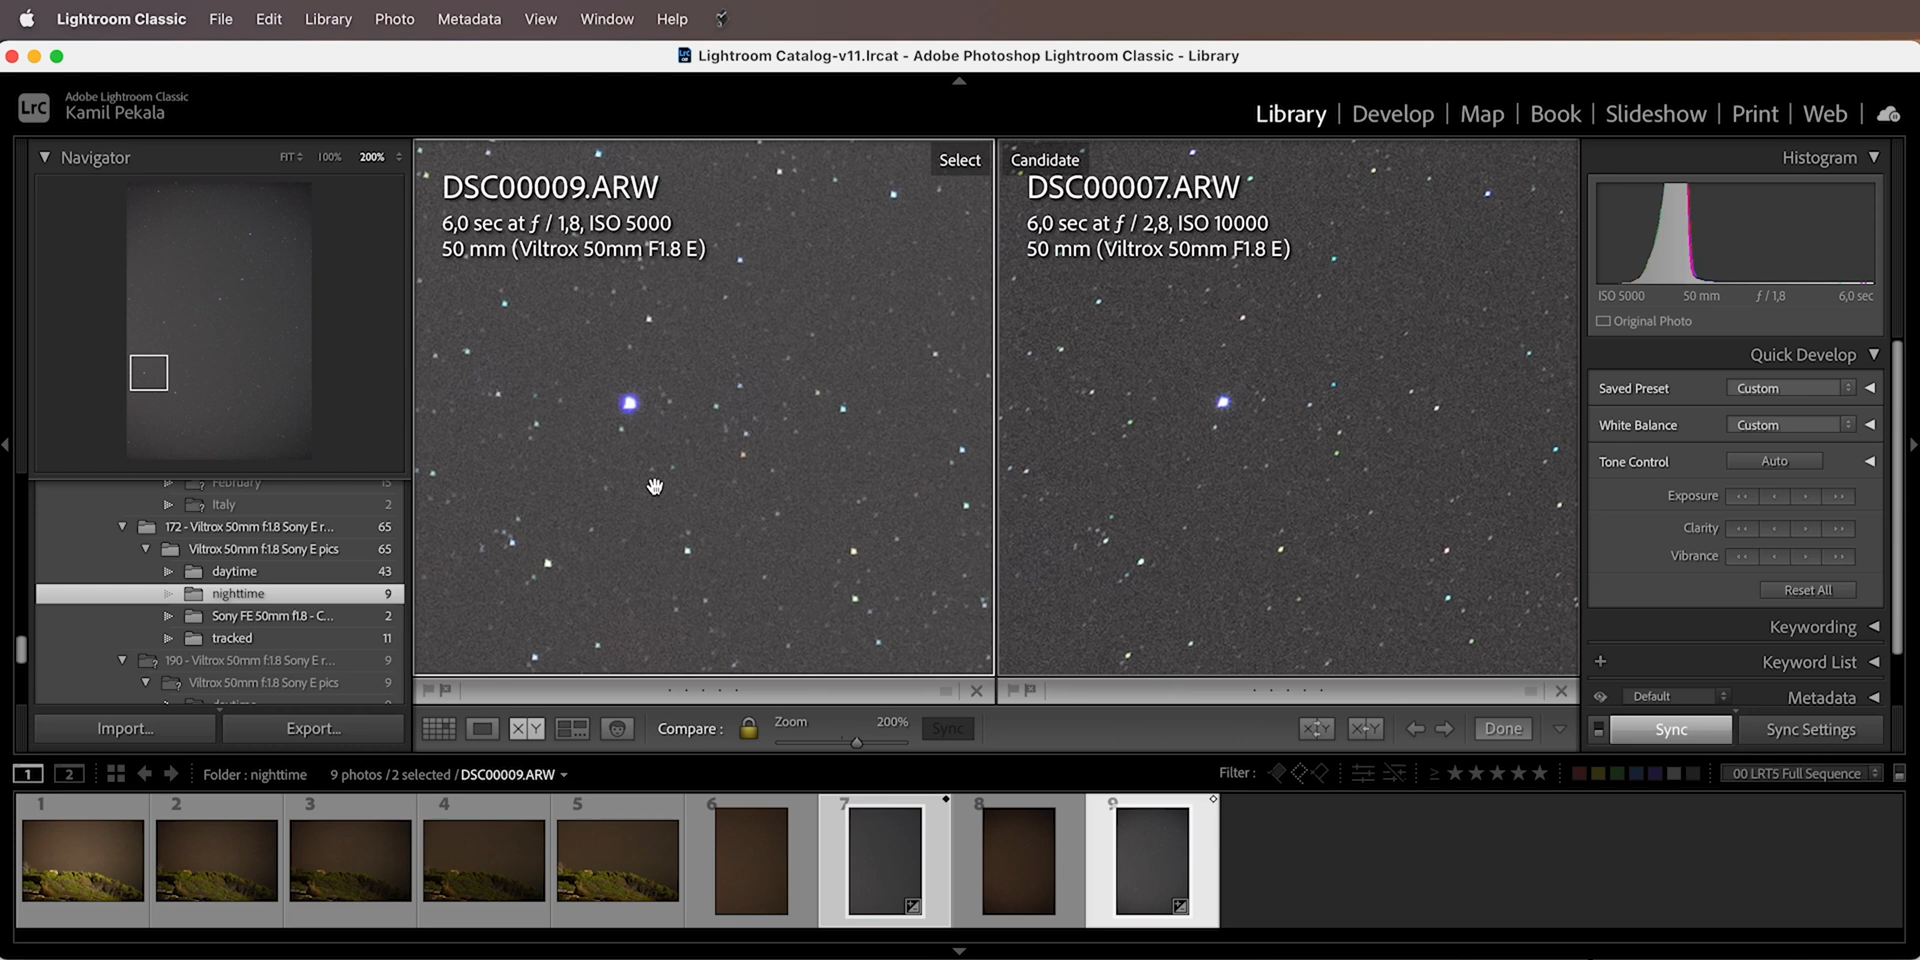 Lightroom Classic File Edit Library Photo Metadata View Window Help
Lightroom Catalog-v11.lrcat - Adobe Photoshop Lightroom Classic - Library
LrC
Adobe Lightroom Classic
Kamil Pekala
Library | Develop | Map | Book | Slideshow | Print | Web |
Navigator FIT 100% 200%
Select
DSC00009.ARW
6,0 sec at ƒ / 1,8, ISO 5000
50 mm (Viltrox 50mm F1.8 E)
Candidate
DSC00007.ARW
6,0 sec at ƒ / 2,8, ISO 10000
50 mm (Viltrox 50mm F1.8 E)
Histogram
ISO 5000 50 mm ƒ / 1,8 6,0 sec
Original Photo
Quick Develop
Saved Preset Custom
White Balance Custom
Tone Control Auto
Exposure
Clarity
Vibrance
Reset All
Keywording
Keyword List
Default Metadata
Sync Sync Settings
February 15
Italy 2
172 - Viltrox 50mm f:1.8 Sony E r... 65
Viltrox 50mm f:1.8 Sony E pics 65
daytime 43
nighttime 9
Sony FE 50mm f1.8 - C... 2
tracked 11
190 - Viltrox 50mm f:1.8 Sony E r... 9
Viltrox 50mm f:1.8 Sony E pics 9
Import... Export...
X Y Compare : Zoom 200% Sync X Y X Y Done
1 2 Folder : nighttime 9 photos / 2 selected / DSC00009.ARW Filter : ≥ ★★★★★ 00 LRT5 Full Sequence
1 2 3 4 5 6 7 8 9